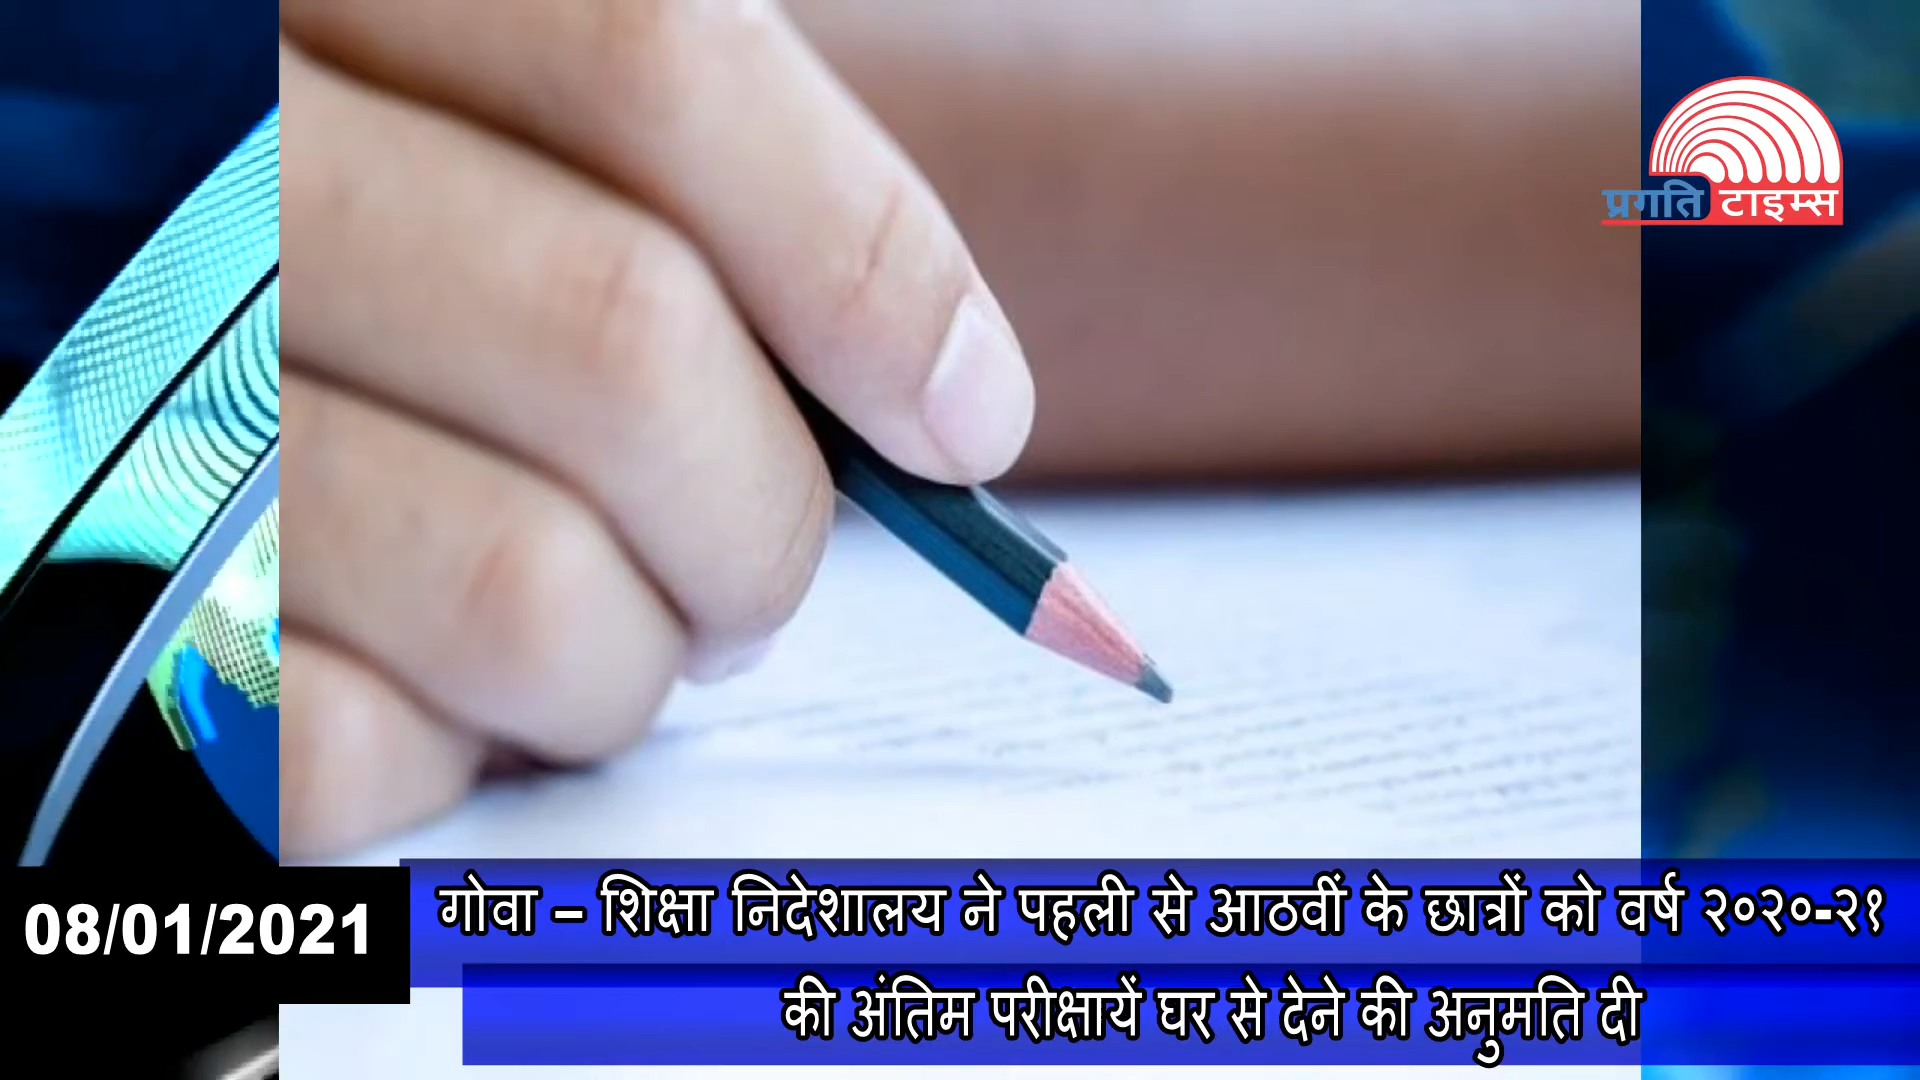 प्रगति टाइम्स
08/01/2021
गोवा – शिक्षा निदेशालय ने पहली से आठवीं के छात्रों को वर्ष २०२०-२१
की अंतिम परीक्षायें घर से देने की अनुमति दी